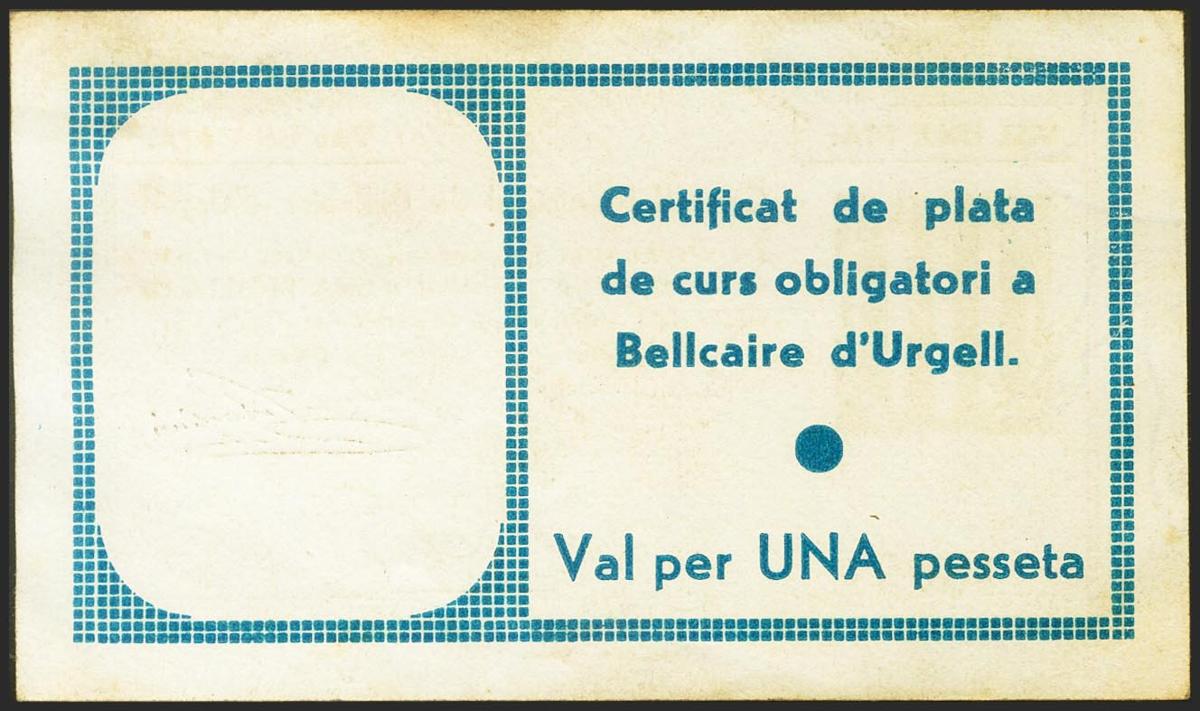 Certificat de plata
de curs obligatori a
Bellcaire d'Urgell.
Val per UNA pesseta